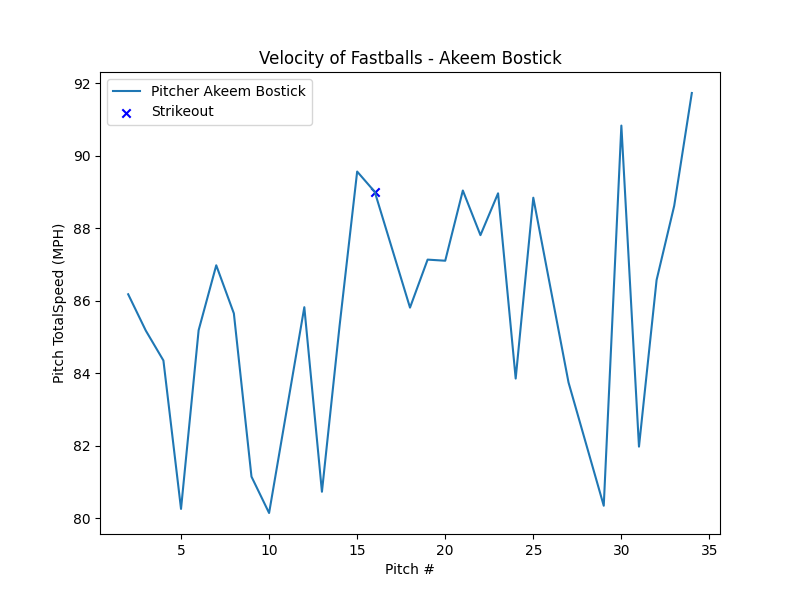 Velocity of Fastballs - Akeem Bostick
Pitcher Akeem Bostick
Strikeout
92
90
88
86
84
82
80
Pitch TotalSpeed (MPH)
5
10
15
20
25
30
35
Pitch #